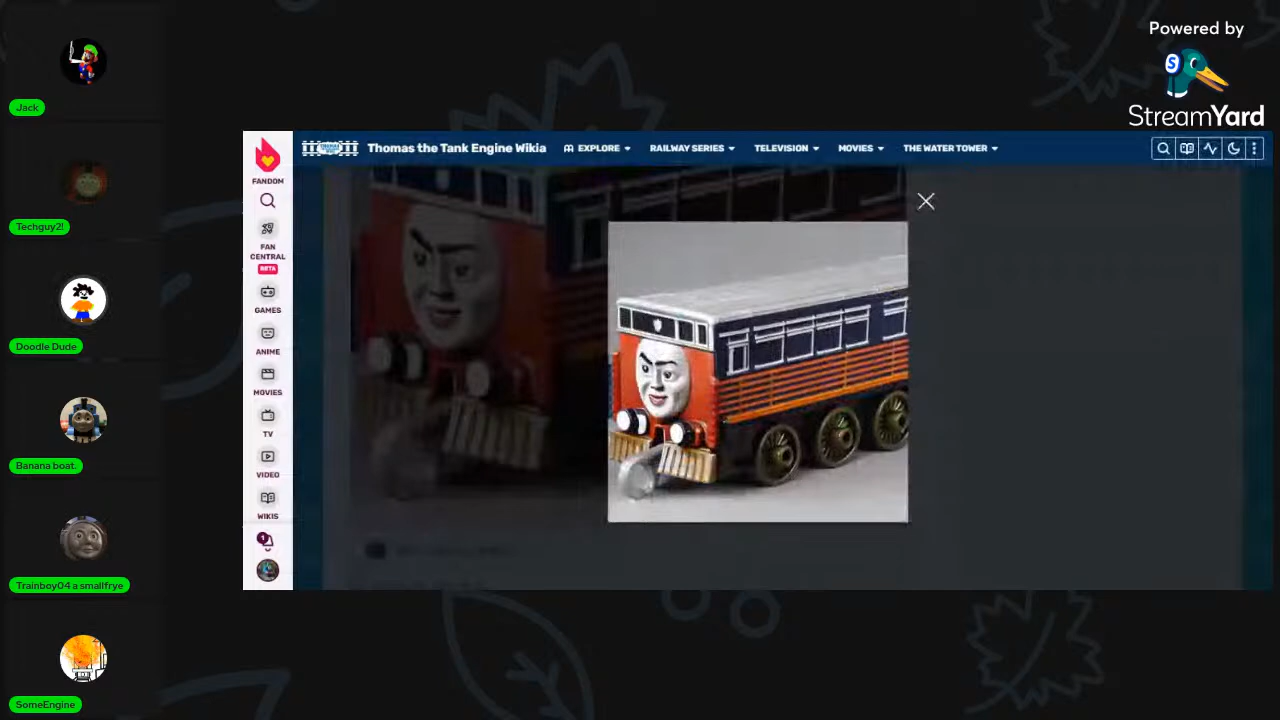 Powered by
StreamYard
Jack
Techguy2!
Doodle Dude
Banana boat.
Trainboy04 a smallfrye
SomeEngine
Thomas the Tank Engine Wikia
EXPLORE
RAILWAY SERIES
TELEVISION
MOVIES
THE WATER TOWER
FANDOM
FAN
CENTRAL
BETA
GAMES
ANIME
MOVIES
TV
VIDEO
WIKIS
1